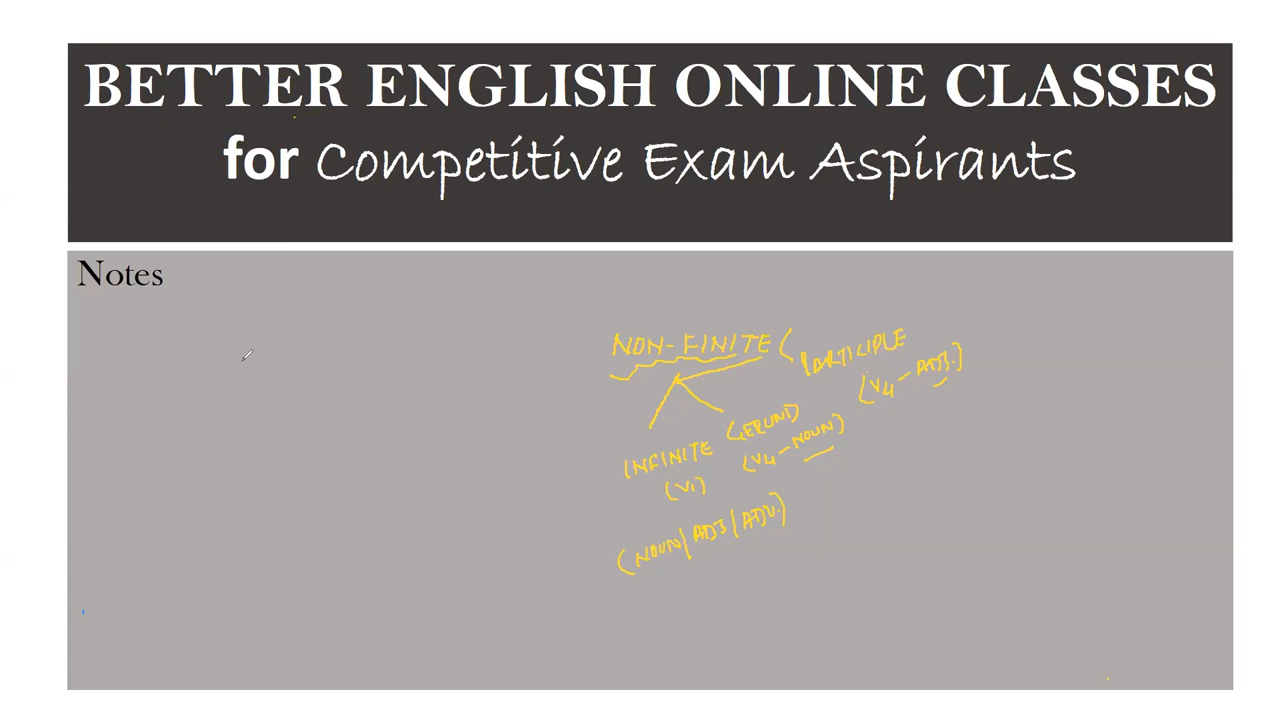 BETTER ENGLISH ONLINE CLASSES
for Competitive Exam Aspirants
Notes
NON-FINITE
PARTICIPLE
(V4 - ADJ.)
INFINITE
(V1)
(NOUN/ADJ/ADV.)
GERUND
(V4 - NOUN)